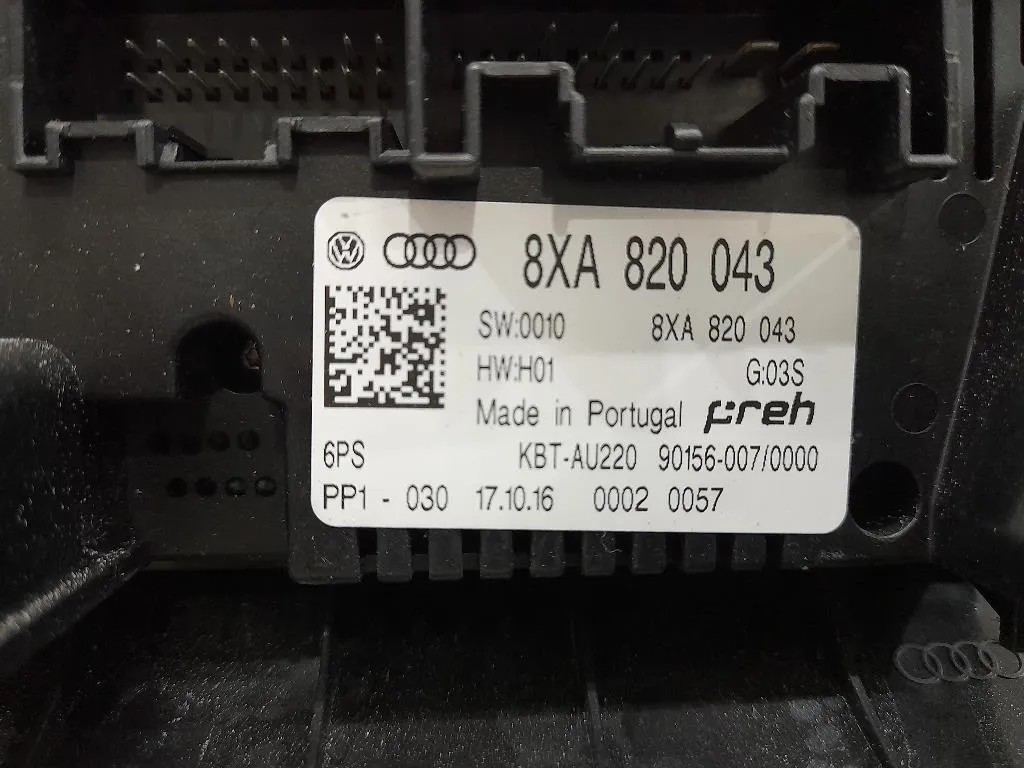 8XA 820 043
SW:0010 8XA 820 043
HW:H01 G:03S
Made in Portugal preh
6PS KBT-AU220 90156-007/0000
PP1 - 030 17.10.16 0002 0057